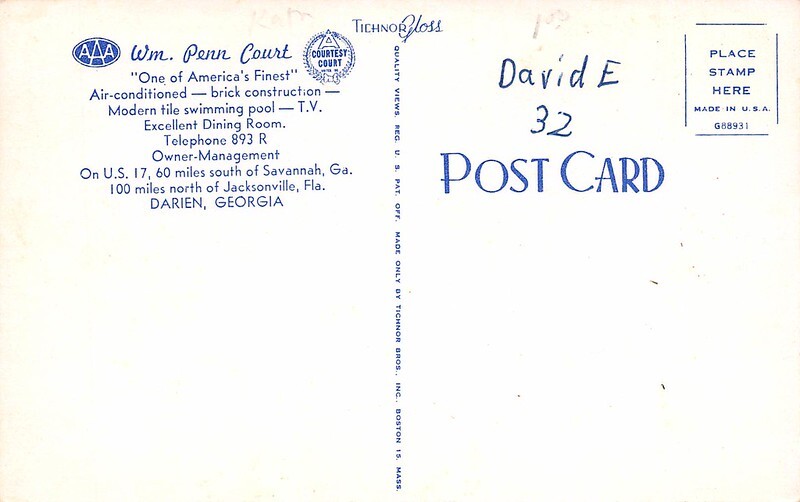 TICHNOR Gloss
AAA Wm. Penn Court
COURTESY
COURT
"One of America's Finest"
Air-conditioned — brick construction —
Modern tile swimming pool — T.V.
Excellent Dining Room.
Telephone 893 R
Owner-Management
On U.S. 17, 60 miles south of Savannah, Ga.
100 miles north of Jacksonville, Fla.
DARIEN, GEORGIA
QUALITY VIEWS. REG. U. S. PAT. OFF. MADE ONLY BY TICHNOR BROS., INC., BOSTON 15, MASS.
David E
32
POST CARD
PLACE
STAMP
HERE
MADE IN U.S.A.
G88931